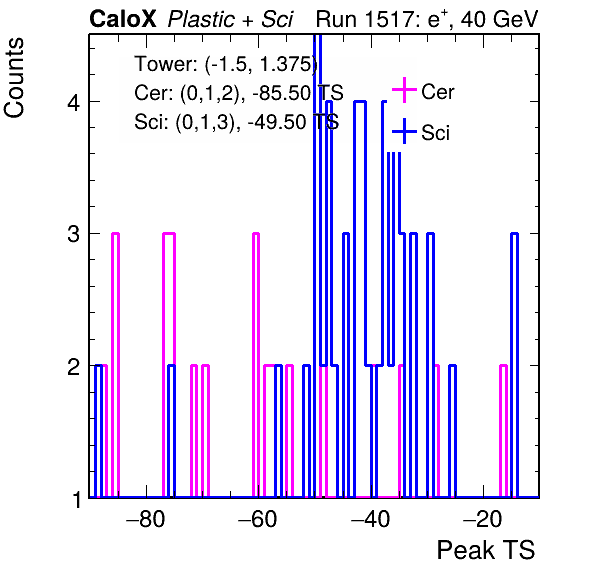 CaloX Plastic + Sci Run 1517: e⁺, 40 GeV
Counts
Tower: (-1.5, 1.375)
Cer: (0,1,2), -85.50 TS
Sci: (0,1,3), -49.50 TS
Cer
Sci
4
3
2
1
−80 −60 −40 −20
Peak TS